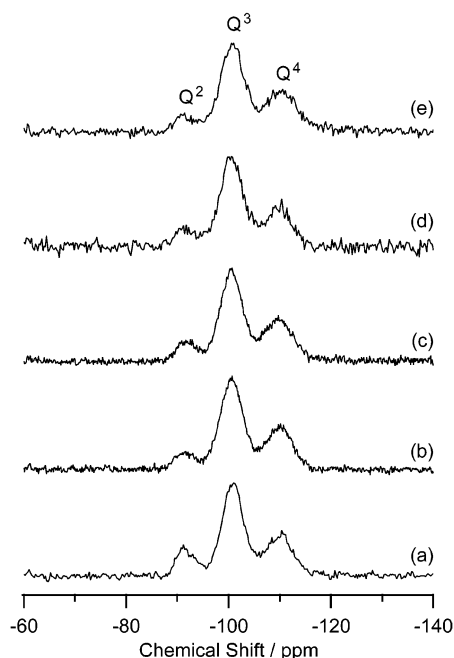 Q³
Q² Q⁴
(e)
(d)
(c)
(b)
(a)
-60 -80 -100 -120 -140
Chemical Shift / ppm